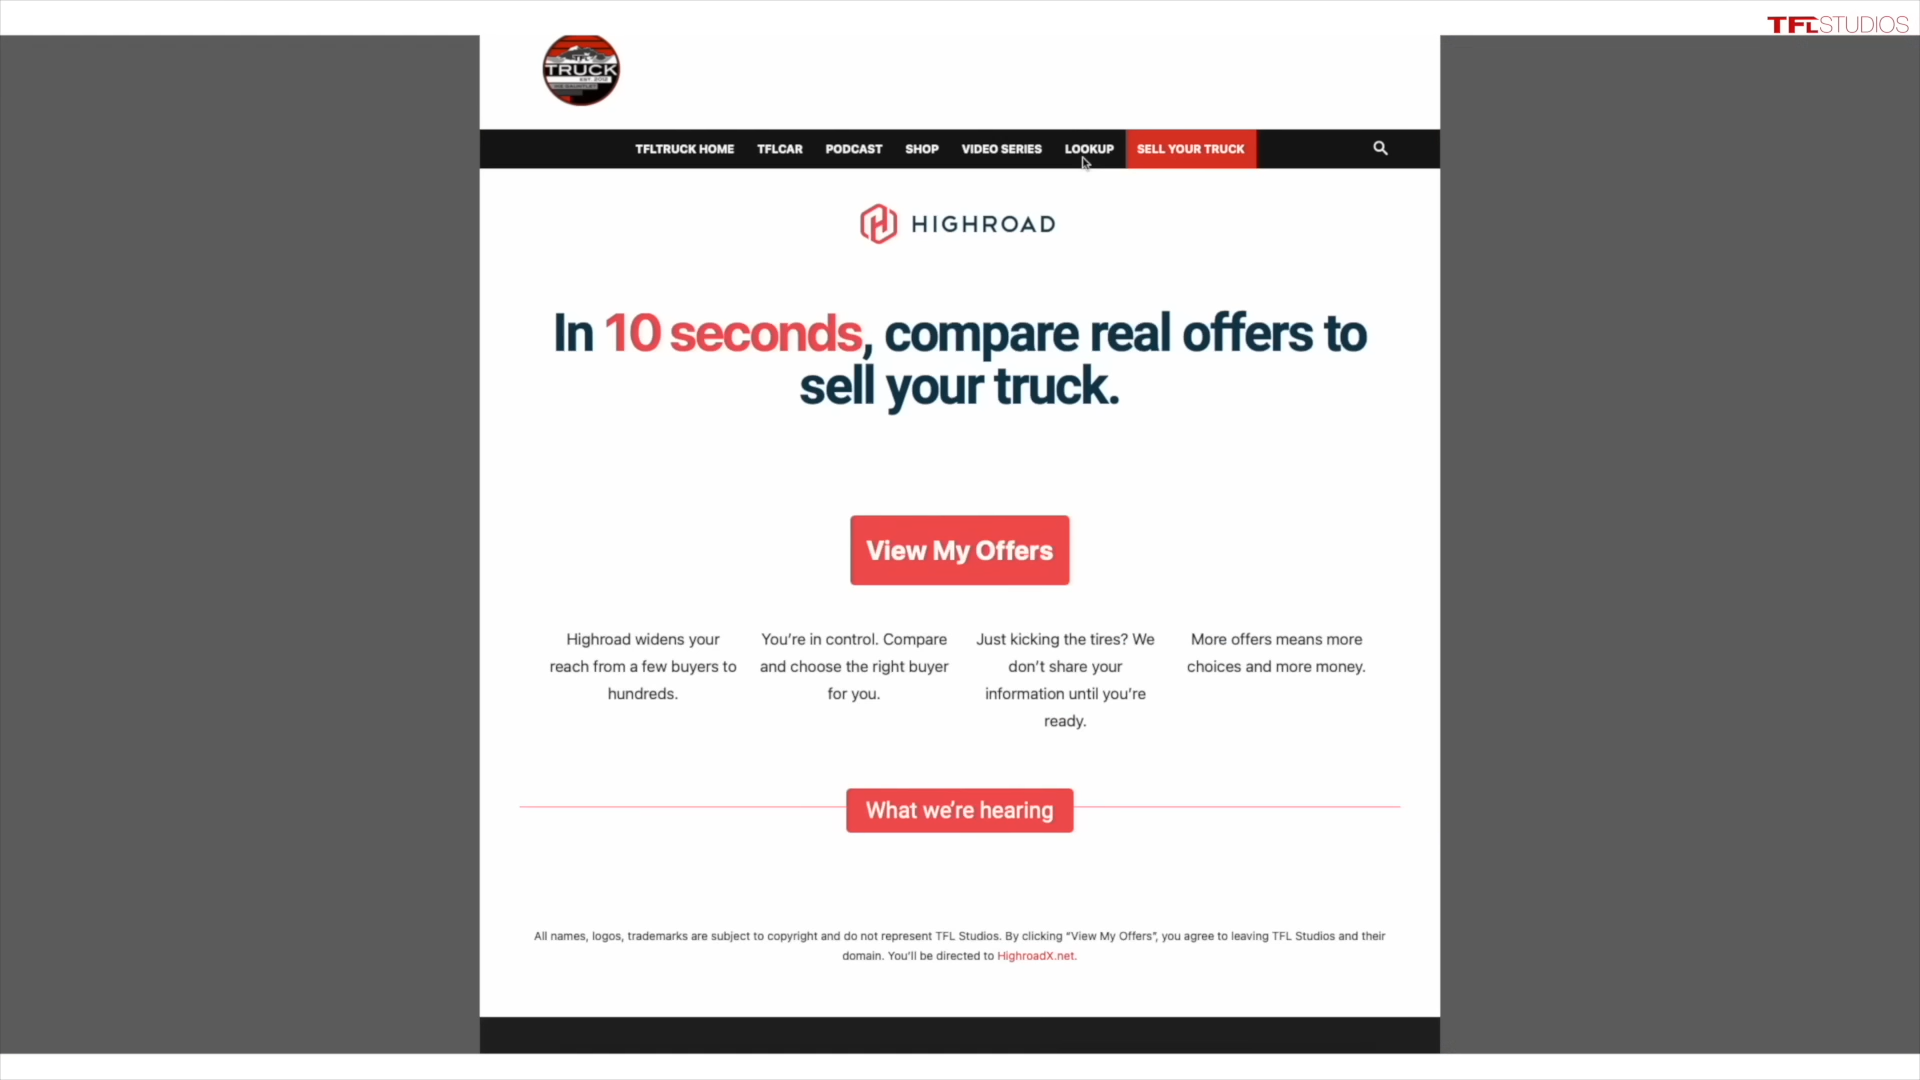 TFLSTUDIOS
TFL
TRUCK
EST. 2012
TFLTRUCK HOME TFLCAR PODCAST SHOP VIDEO SERIES LOOKUP SELL YOUR TRUCK
HIGHROAD
In 10 seconds, compare real offers to
sell your truck.
View My Offers
Highroad widens your
reach from a few buyers to
hundreds.
You’re in control. Compare
and choose the right buyer
for you.
Just kicking the tires? We
don’t share your
information until you’re
ready.
More offers means more
choices and more money.
What we’re hearing
All names, logos, trademarks are subject to copyright and do not represent TFL Studios. By clicking “View My Offers”, you agree to leaving TFL Studios and their
domain. You’ll be directed to HighroadX.net.